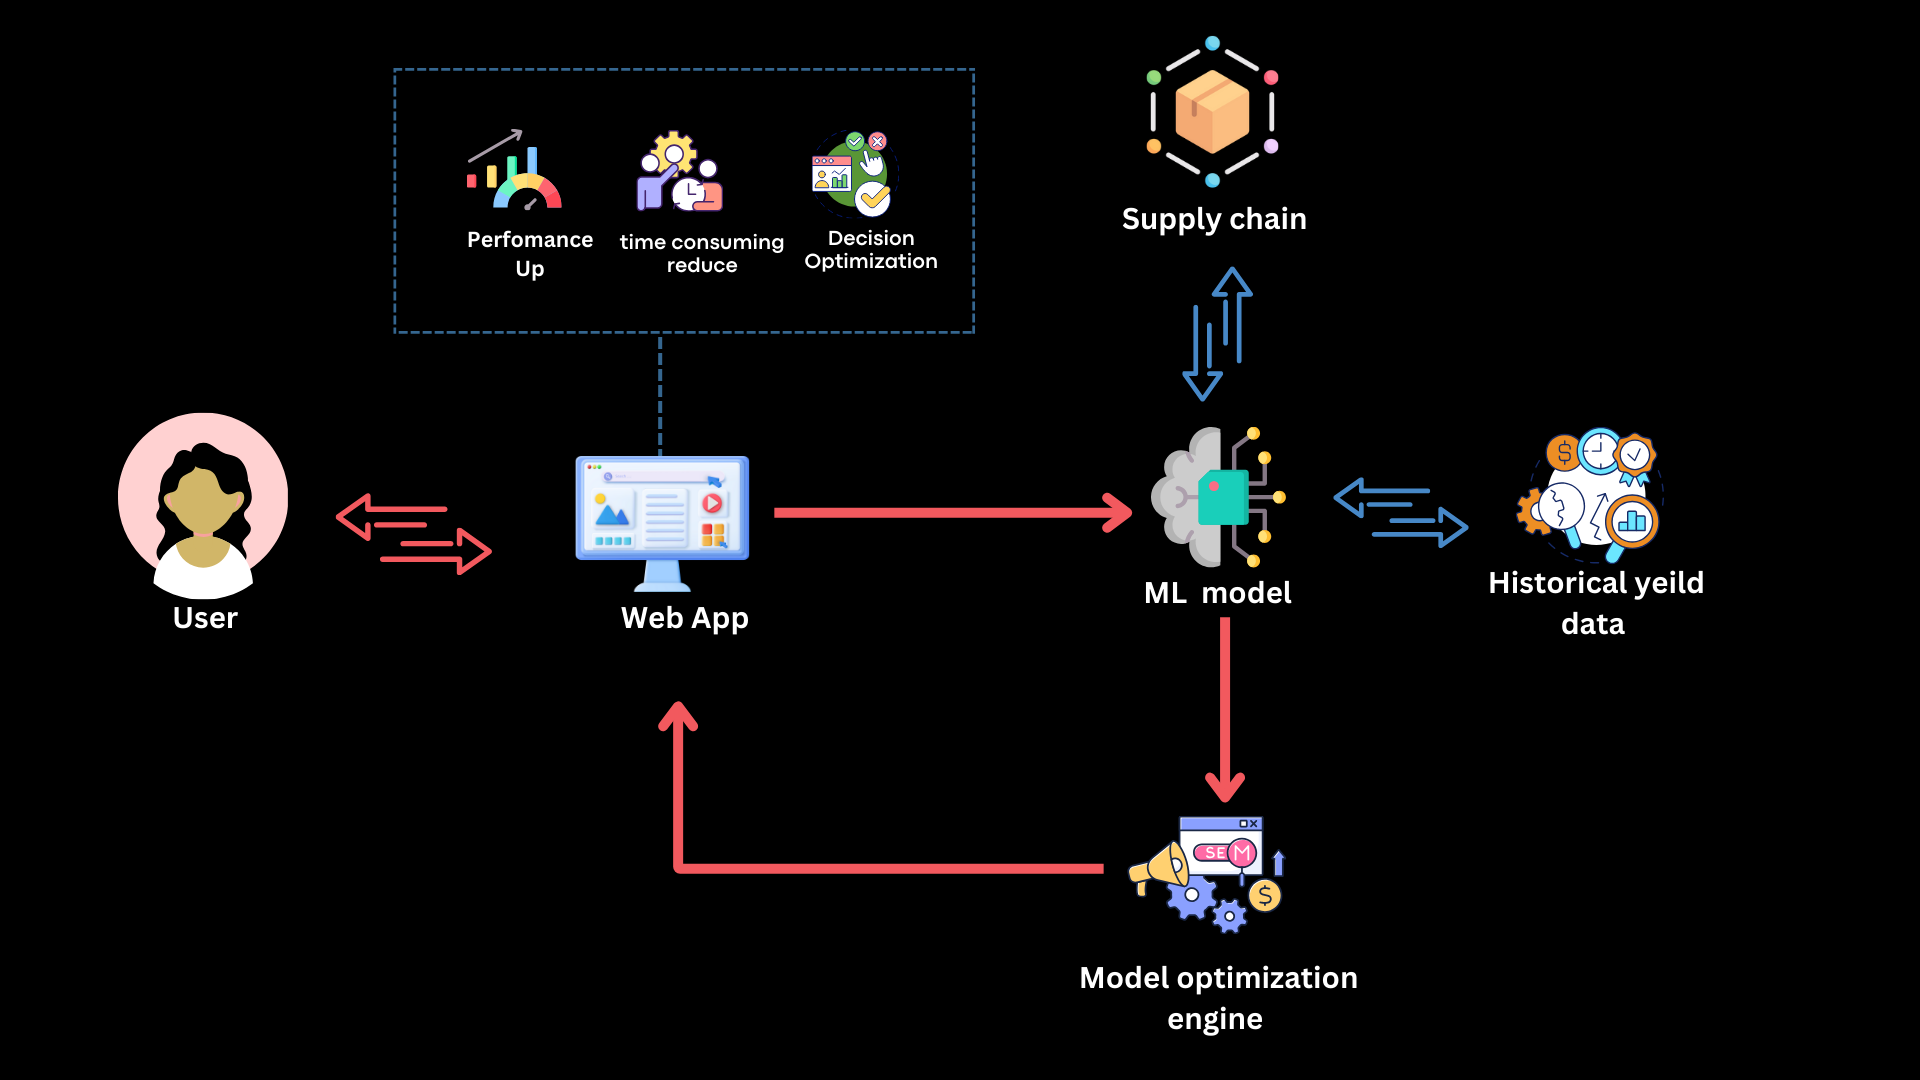 Supply chain
Perfomance
Up
time consuming
reduce
Decision
Optimization
User
Web App
ML model
Historical yeild
data
SEM
Model optimization
engine